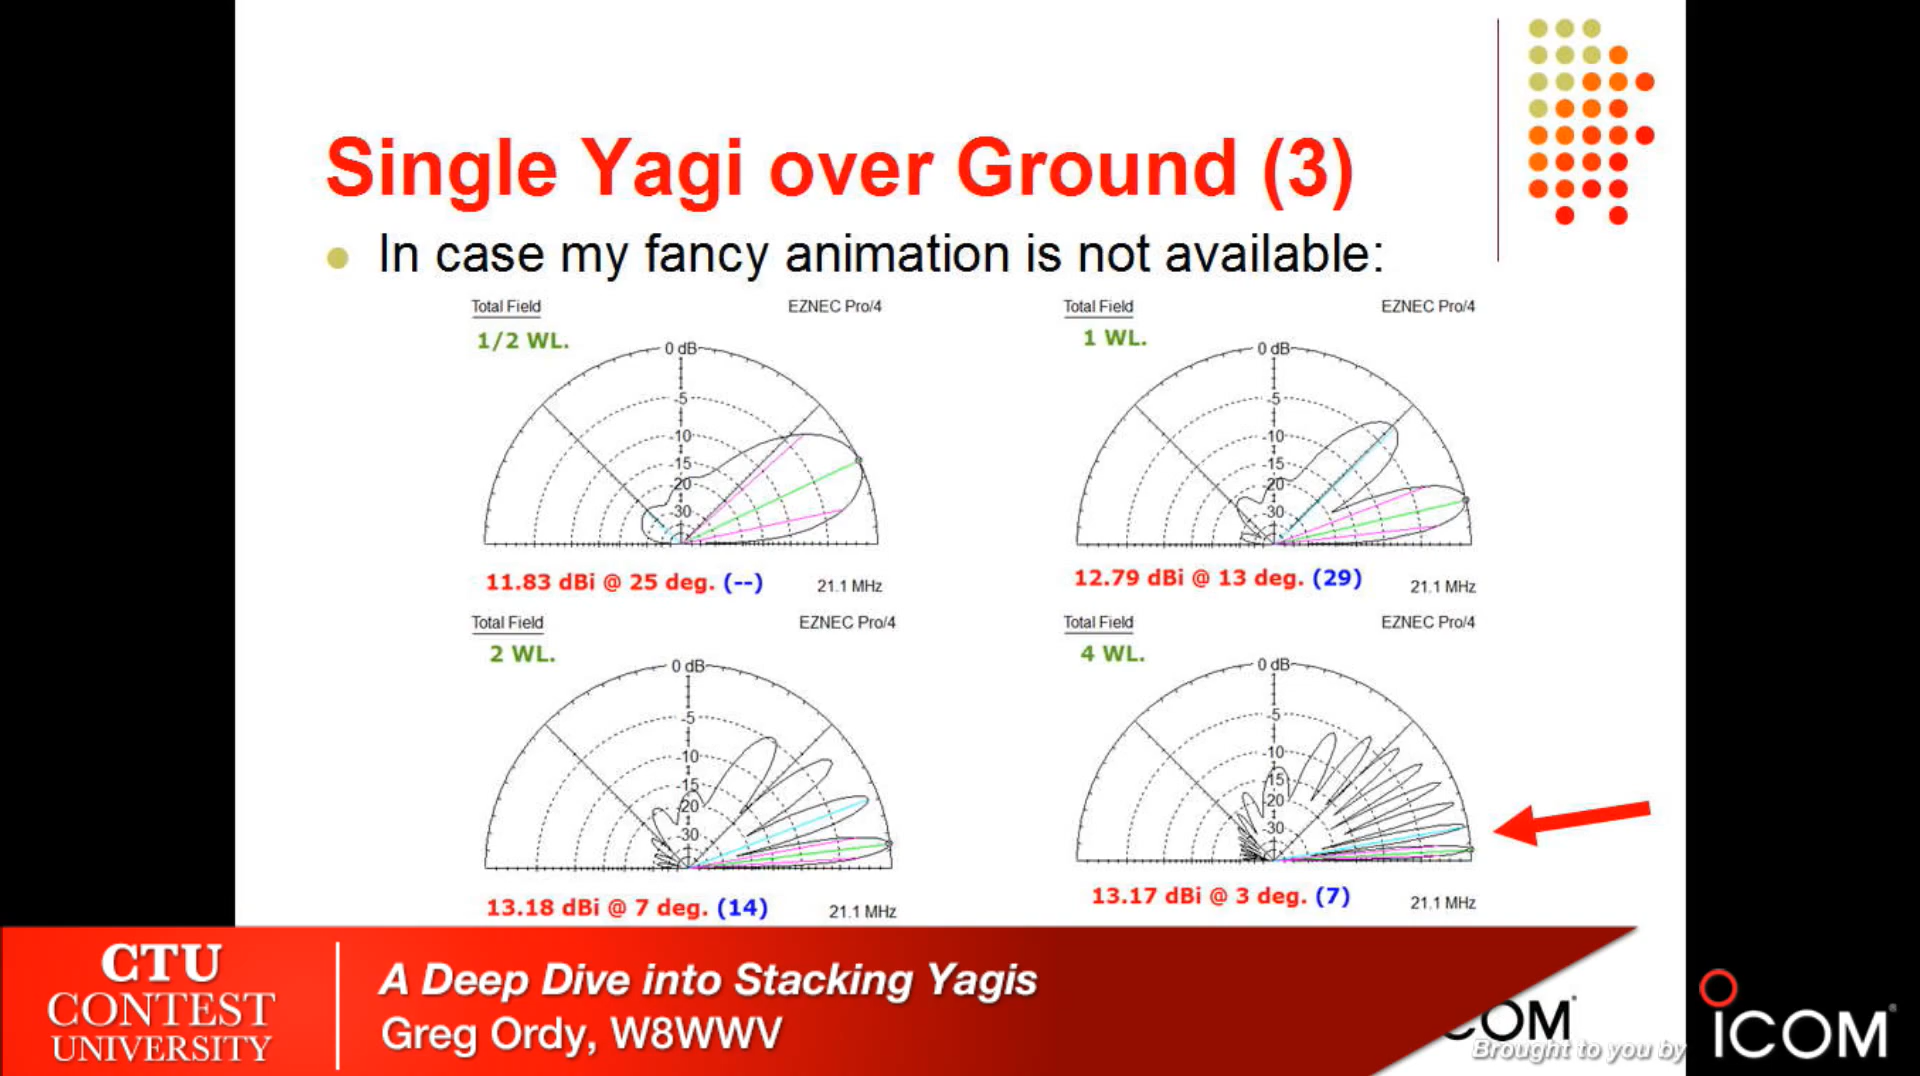 Single Yagi over Ground (3)
In case my fancy animation is not available:
Total Field
EZNEC Pro/4
1/2 WL.
0 dB
-5
-10
-15
-20
-30
11.83 dBi @ 25 deg. (--)
21.1 MHz
Total Field
EZNEC Pro/4
1 WL.
0 dB
-5
-10
-15
-20
-30
12.79 dBi @ 13 deg. (29)
21.1 MHz
Total Field
EZNEC Pro/4
2 WL.
0 dB
-5
-10
-15
-20
-30
13.18 dBi @ 7 deg. (14)
21.1 MHz
Total Field
EZNEC Pro/4
4 WL.
0 dB
-5
-10
-15
-20
-30
13.17 dBi @ 3 deg. (7)
21.1 MHz
CTU
CONTEST
UNIVERSITY
A Deep Dive into Stacking Yagis
Greg Ordy, W8WWV
COM
Brought to you by
ICOM